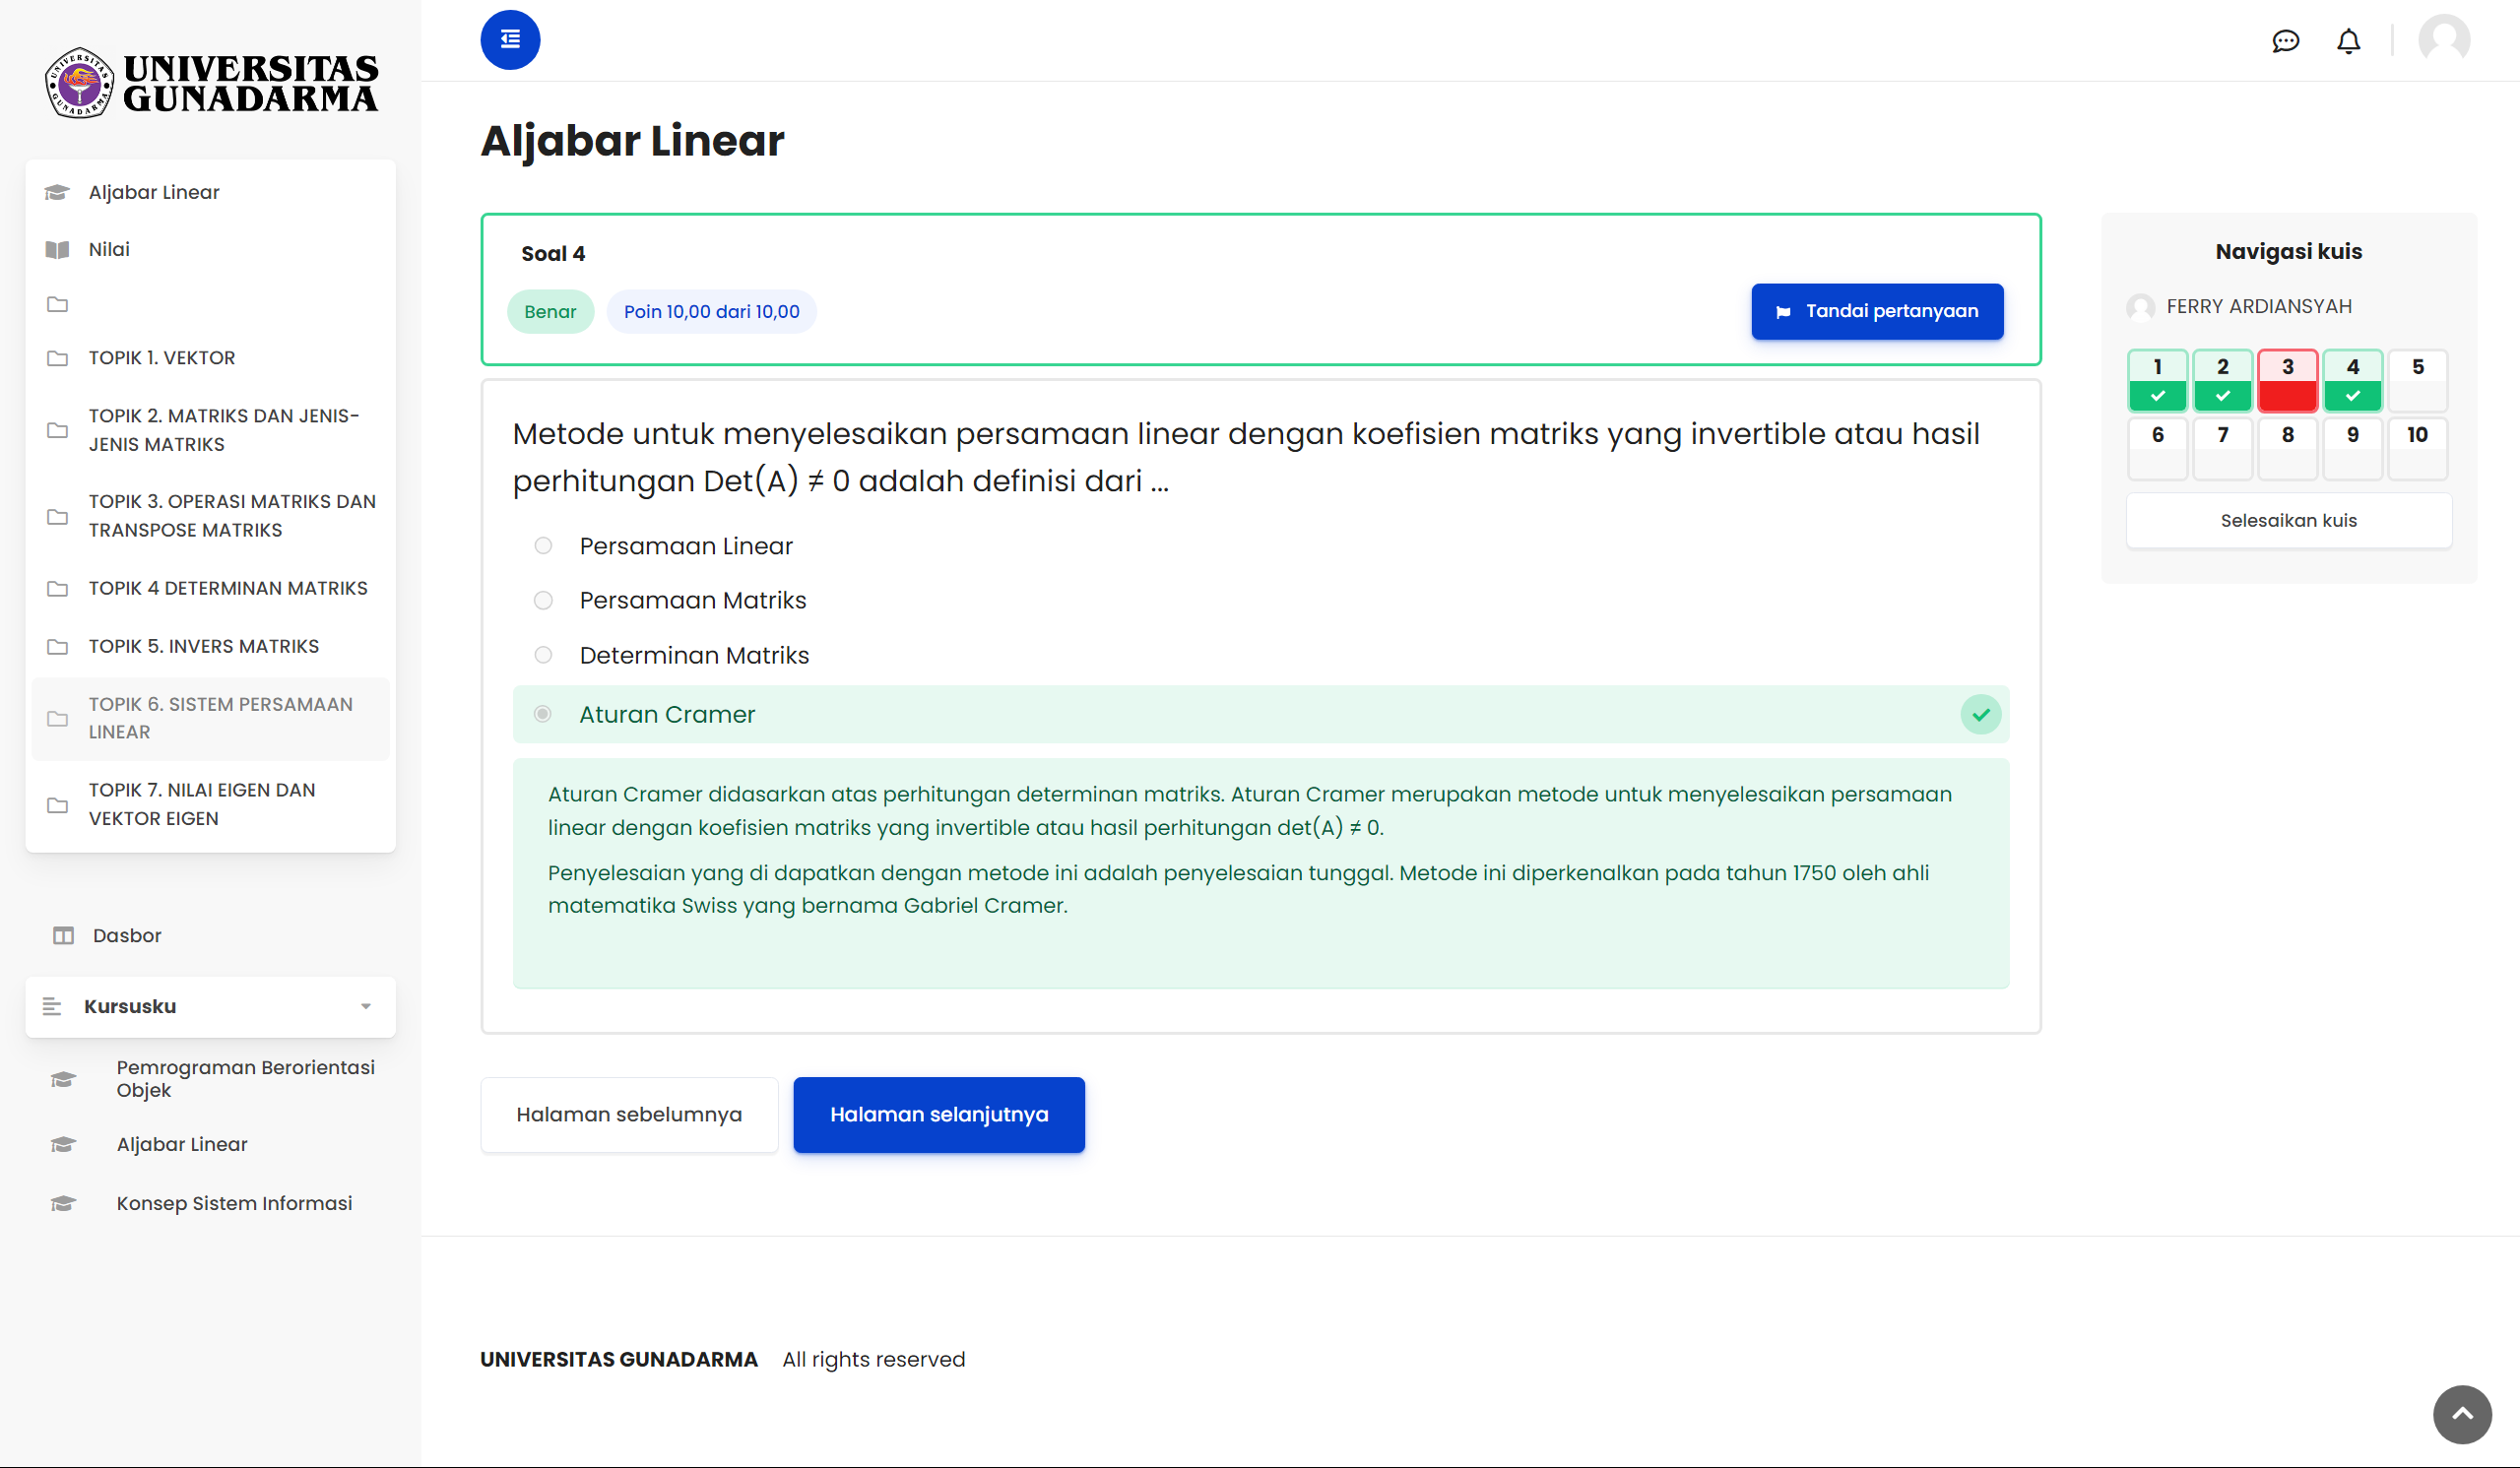 UNIVERSITAS
GUNADARMA
Aljabar Linear
Nilai
TOPIK 1. VEKTOR
TOPIK 2. MATRIKS DAN JENIS-
JENIS MATRIKS
TOPIK 3. OPERASI MATRIKS DAN
TRANSPOSE MATRIKS
TOPIK 4 DETERMINAN MATRIKS
TOPIK 5. INVERS MATRIKS
TOPIK 6. SISTEM PERSAMAAN
LINEAR
TOPIK 7. NILAI EIGEN DAN
VEKTOR EIGEN
Dasbor
Kursusku
Pemrograman Berorientasi
Objek
Aljabar Linear
Konsep Sistem Informasi
Aljabar Linear
Soal 4
Benar
Poin 10,00 dari 10,00
Tandai pertanyaan
Metode untuk menyelesaikan persamaan linear dengan koefisien matriks yang invertible atau hasil
perhitungan Det(A) ≠ 0 adalah definisi dari ...
Persamaan Linear
Persamaan Matriks
Determinan Matriks
Aturan Cramer
Aturan Cramer didasarkan atas perhitungan determinan matriks. Aturan Cramer merupakan metode untuk menyelesaikan persamaan
linear dengan koefisien matriks yang invertible atau hasil perhitungan det(A) ≠ 0.
Penyelesaian yang di dapatkan dengan metode ini adalah penyelesaian tunggal. Metode ini diperkenalkan pada tahun 1750 oleh ahli
matematika Swiss yang bernama Gabriel Cramer.
Halaman sebelumnya
Halaman selanjutnya
Navigasi kuis
FERRY ARDIANSYAH
1 2 3 4 5
6 7 8 9 10
Selesaikan kuis
UNIVERSITAS GUNADARMA All rights reserved